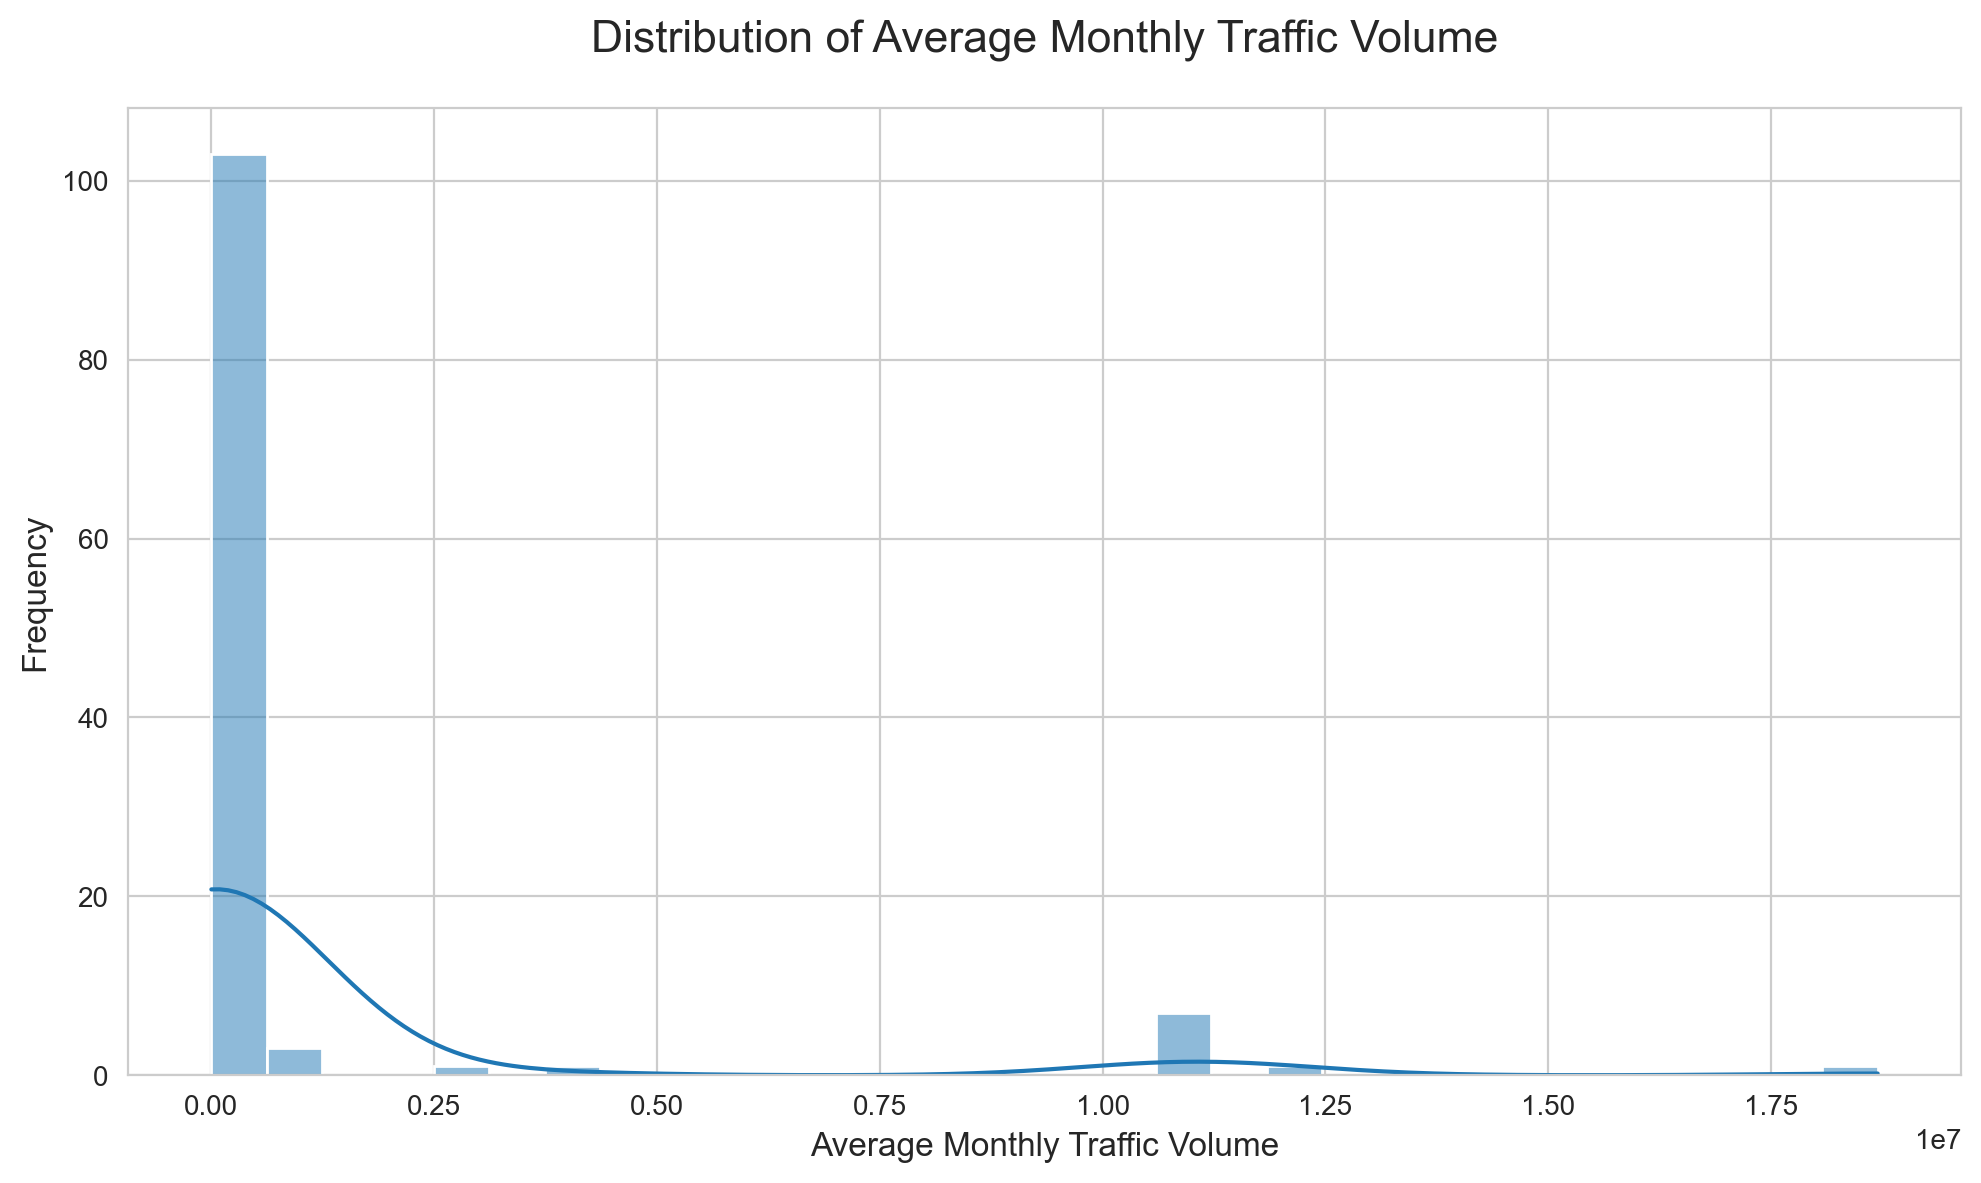 Distribution of Average Monthly Traffic Volume
Frequency
100
80
60
40
20
0
0.00 0.25 0.50 0.75 1.00 1.25 1.50 1.75
1e7
Average Monthly Traffic Volume